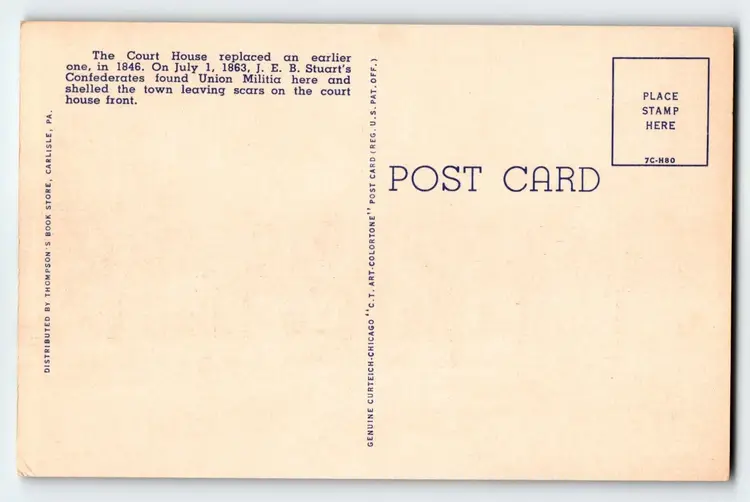 The Court House replaced an earlier
one, in 1846. On July 1, 1863, J. E. B. Stuart's
Confederates found Union Militia here and
shelled the town leaving scars on the court
house front.
DISTRIBUTED BY THOMPSON'S BOOK STORE, CARLISLE, PA.
GENUINE CURTEICH-CHICAGO "C.T. ART-COLORTONE" POST CARD (REG. U.S. PAT. OFF.)
POST CARD
PLACE
STAMP
HERE
7C-H80